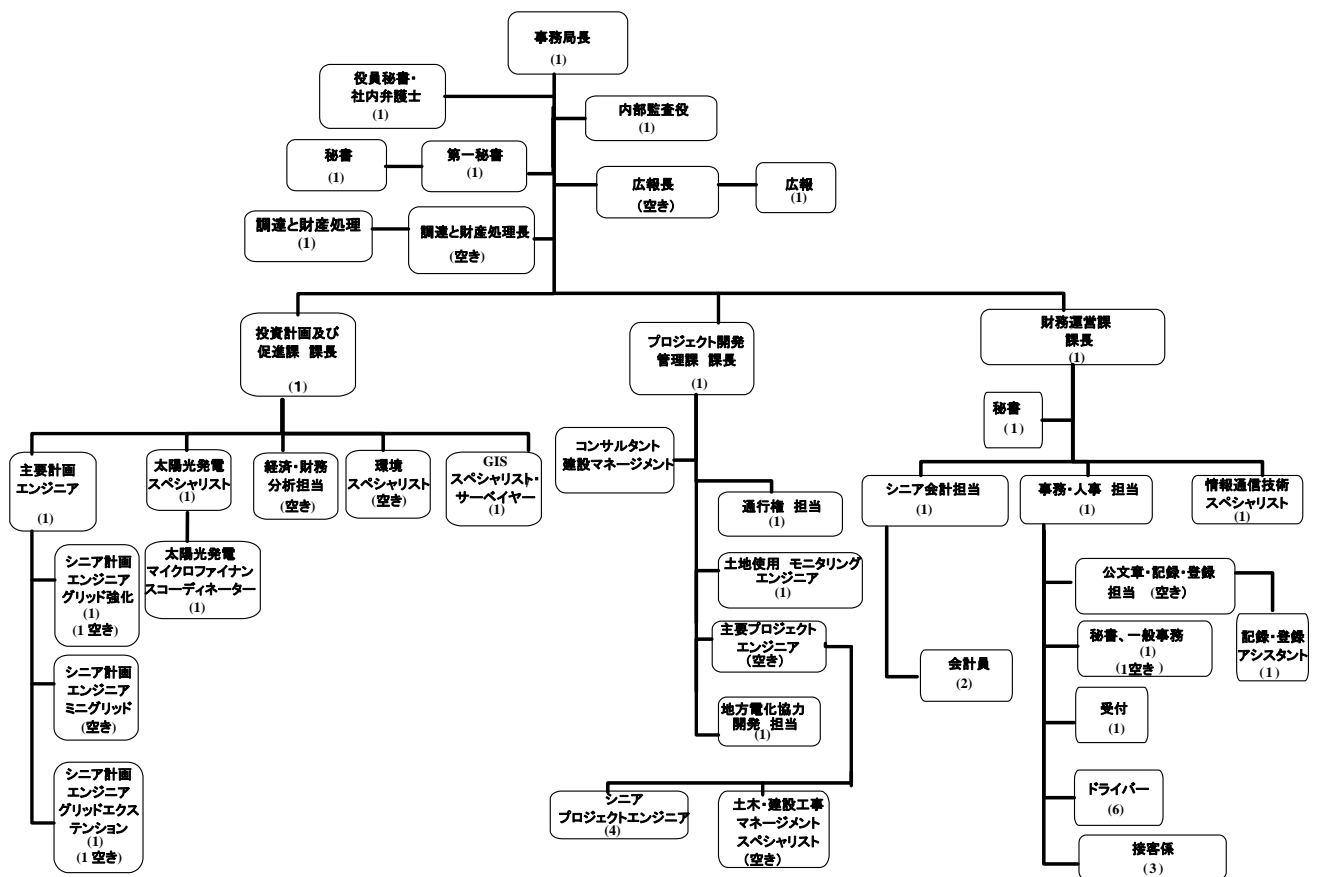 事務局長
(1)
役員秘書・
社内弁護士
(1)
内部監査役
(1)
秘書
(1)
第一秘書
(1)
広報長
(空き)
広報
(1)
調達と財産処理
(1)
調達と財産処理長
(空き)
投資計画及び
促進課 課長
(1)
プロジェクト開発
管理課 課長
(1)
財務運営課
課長
(1)
秘書
(1)
主要計画
エンジニア
(1)
太陽光発電
スペシャリスト
(1)
経済・財務
分析担当
(空き)
環境
スペシャリスト
(空き)
GIS
スペシャリスト・
サーベイヤー
(1)
シニア計画
エンジニア
グリッド強化
(1)
(1 空き)
太陽光発電
マイクロファイナン
スコーディネーター
(1)
シニア計画
エンジニア
ミニグリッド
(空き)
シニア計画
エンジニア
グリッドエクス
テンション
(1)
(1 空き)
コンサルタント
建設マネージメント
通行権 担当
(1)
土地使用 モニタリング
エンジニア
(1)
主要プロジェクト
エンジニア
(空き)
地方電化協力
開発 担当
(1)
シニア
プロジェクトエンジニア
(4)
土木・建設工事
マネージメント
スペシャリスト
(空き)
シニア会計担当
(1)
事務・人事 担当
(1)
情報通信技術
スペシャリスト
(1)
会計員
(2)
公文章・記録・登録
担当 (空き)
記録・登録
アシスタント
(1)
秘書、一般事務
(1)
(1空き)
受付
(1)
ドライバー
(6)
接客係
(3)